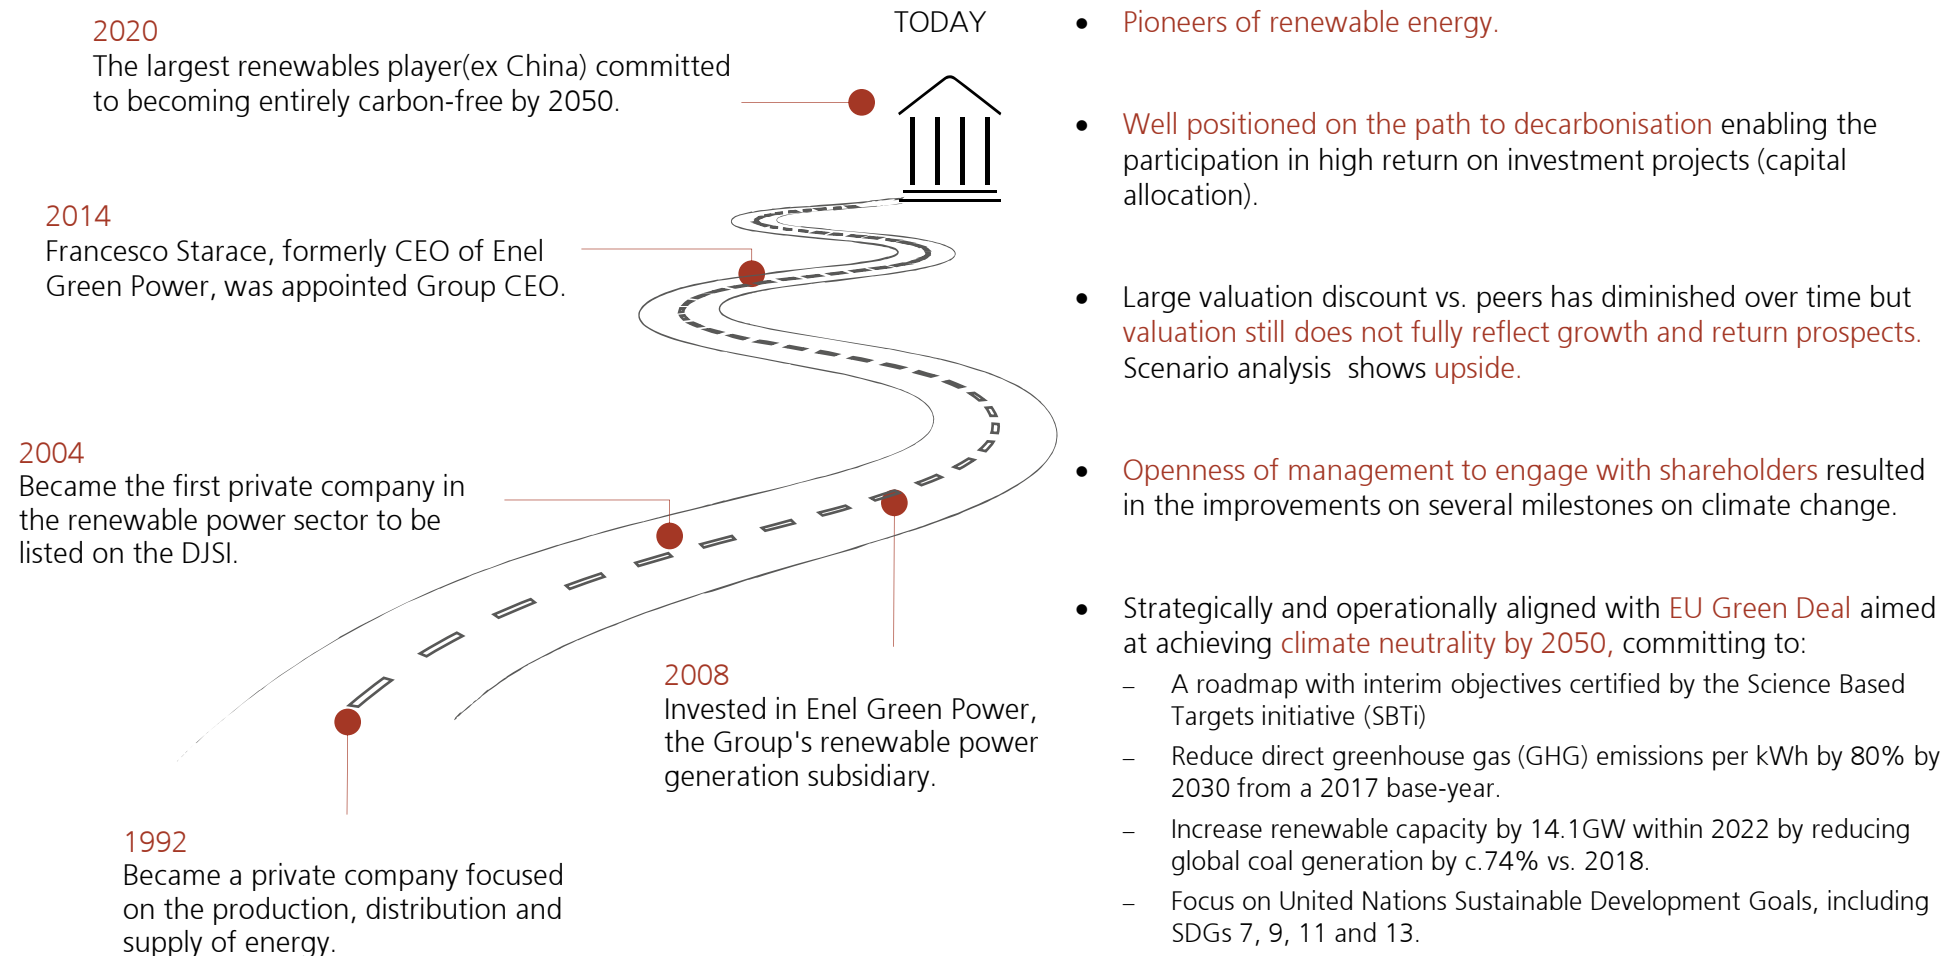 2020
The largest renewables player(ex China) committed
to becoming entirely carbon-free by 2050.
TODAY
2014
Francesco Starace, formerly CEO of Enel
Green Power, was appointed Group CEO.
2004
Became the first private company in
the renewable power sector to be
listed on the DJSI.
2008
Invested in Enel Green Power,
the Group's renewable power
generation subsidiary.
1992
Became a private company focused
on the production, distribution and
supply of energy.
• Pioneers of renewable energy.
• Well positioned on the path to decarbonisation enabling the
participation in high return on investment projects (capital
allocation).
• Large valuation discount vs. peers has diminished over time but
valuation still does not fully reflect growth and return prospects.
Scenario analysis  shows upside.
• Openness of management to engage with shareholders resulted
in the improvements on several milestones on climate change.
• Strategically and operationally aligned with EU Green Deal aimed
at achieving climate neutrality by 2050, committing to:
– A roadmap with interim objectives certified by the Science Based
Targets initiative (SBTi)
– Reduce direct greenhouse gas (GHG) emissions per kWh by 80% by
2030 from a 2017 base-year.
– Increase renewable capacity by 14.1GW within 2022 by reducing
global coal generation by c.74% vs. 2018.
– Focus on United Nations Sustainable Development Goals, including
SDGs 7, 9, 11 and 13.